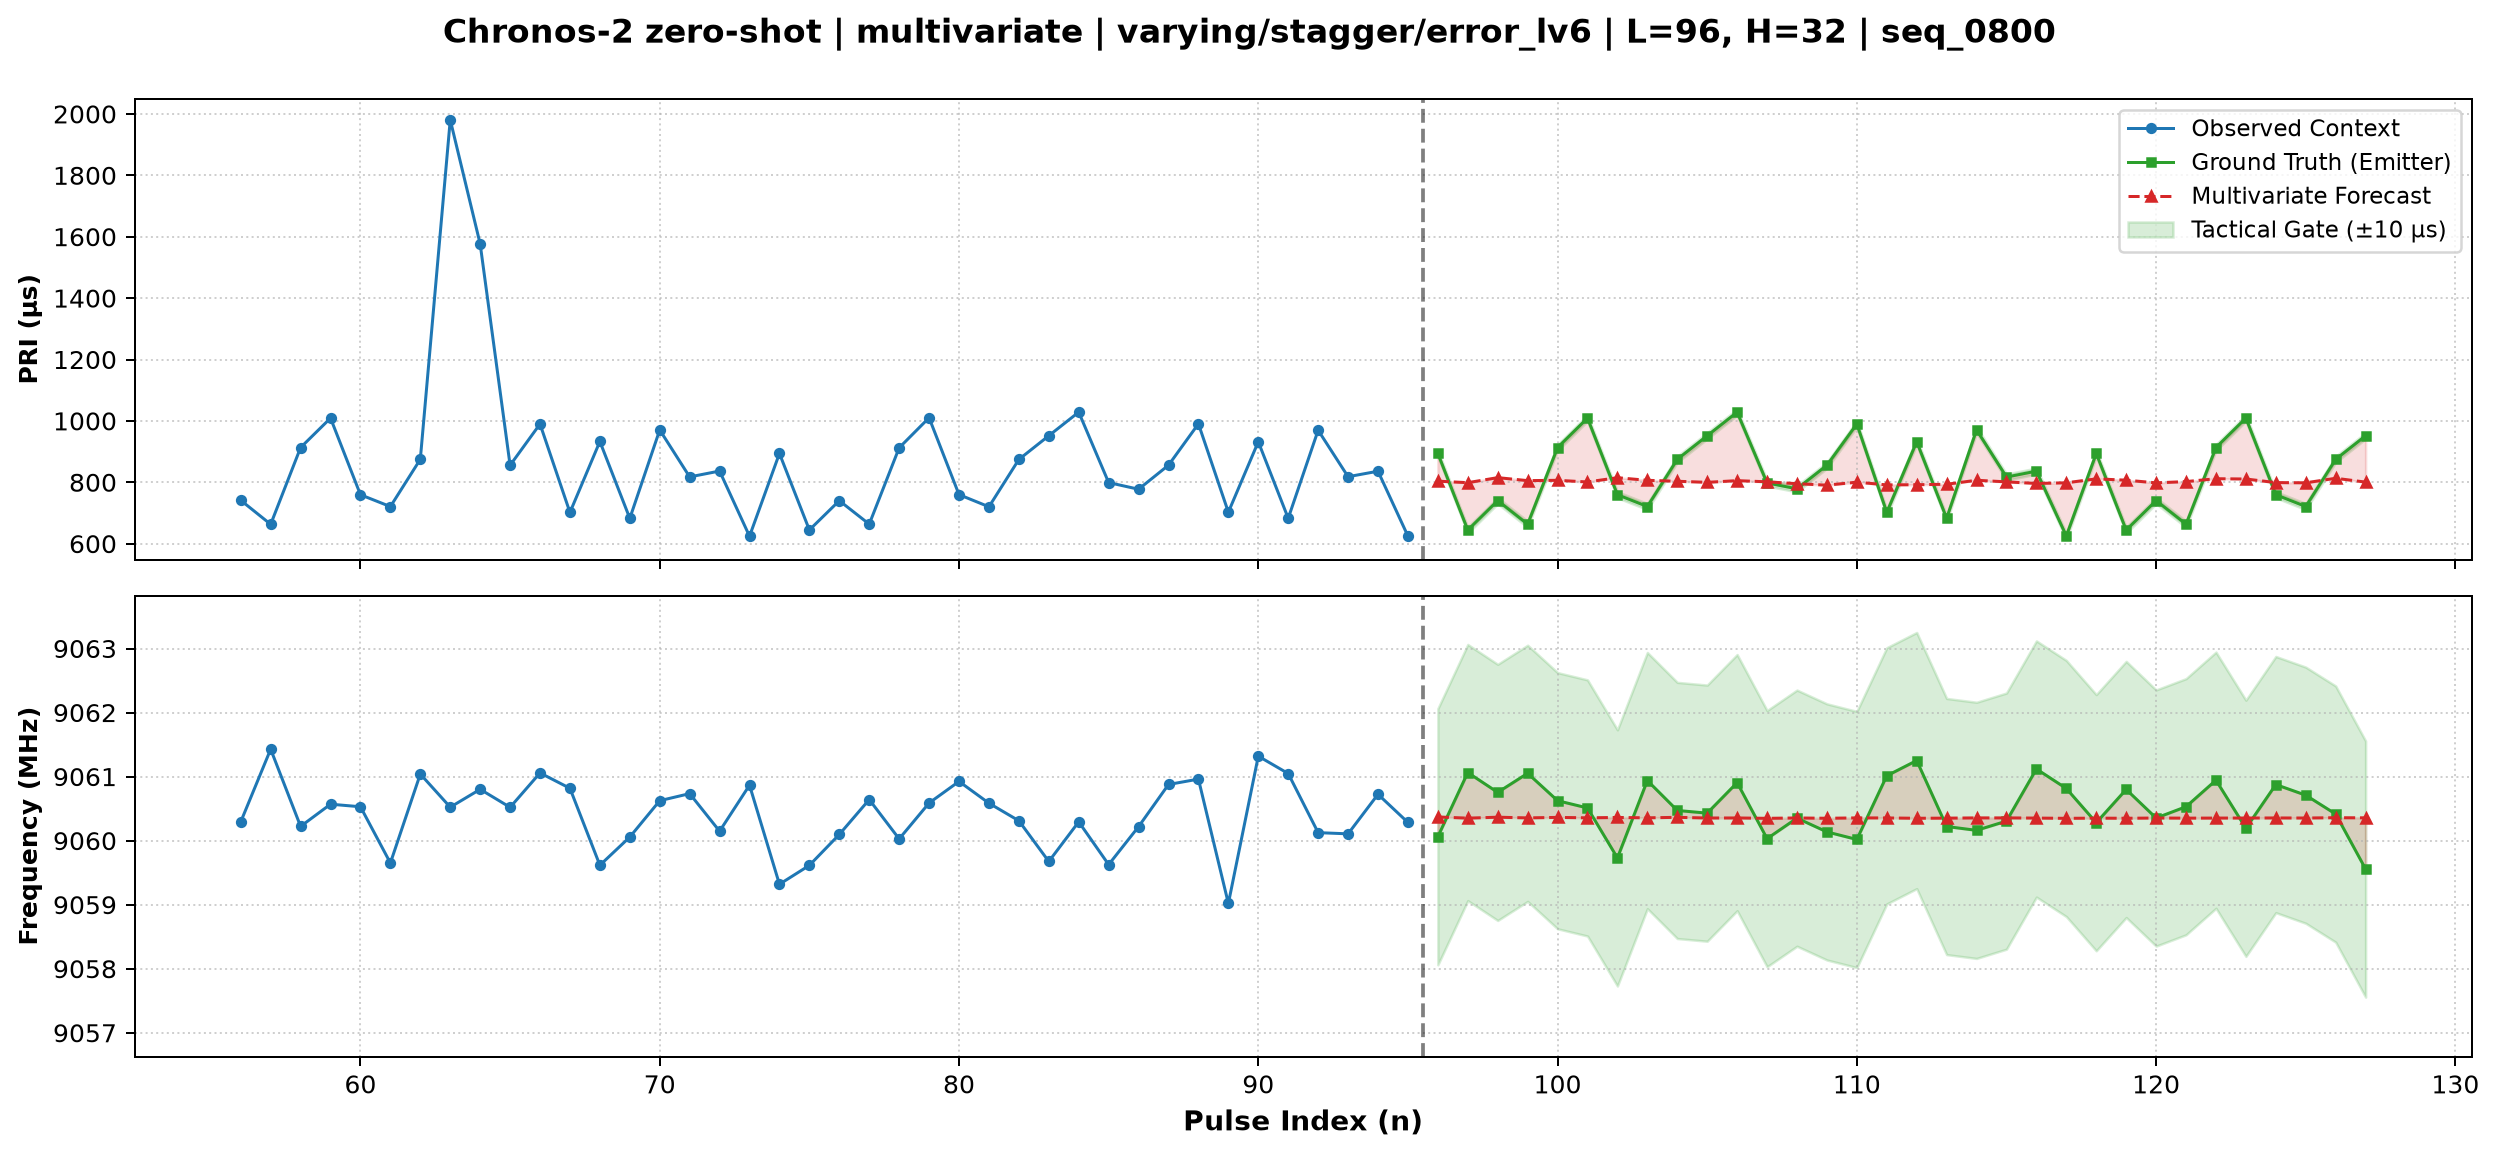 Chronos-2 zero-shot | multivariate | varying/stagger/error_lv6 | L=96, H=32 | seq_0800
2000
1800
1600
1400
1200
1000
800
600
PRI (µs)
Observed Context
Ground Truth (Emitter)
Multivariate Forecast
Tactical Gate (±10 µs)
9063
9062
9061
9060
9059
9058
9057
Frequency (MHz)
60
70
80
90
100
110
120
130
Pulse Index (n)